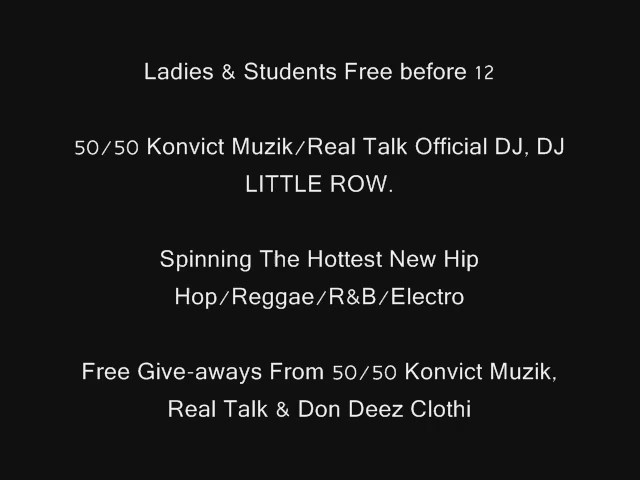 Ladies & Students Free before 12
50/50 Konvict Muzik/Real Talk Official DJ, DJ
LITTLE ROW.
Spinning The Hottest New Hip
Hop/Reggae/R&B/Electro
Free Give-aways From 50/50 Konvict Muzik,
Real Talk & Don Deez Clothi